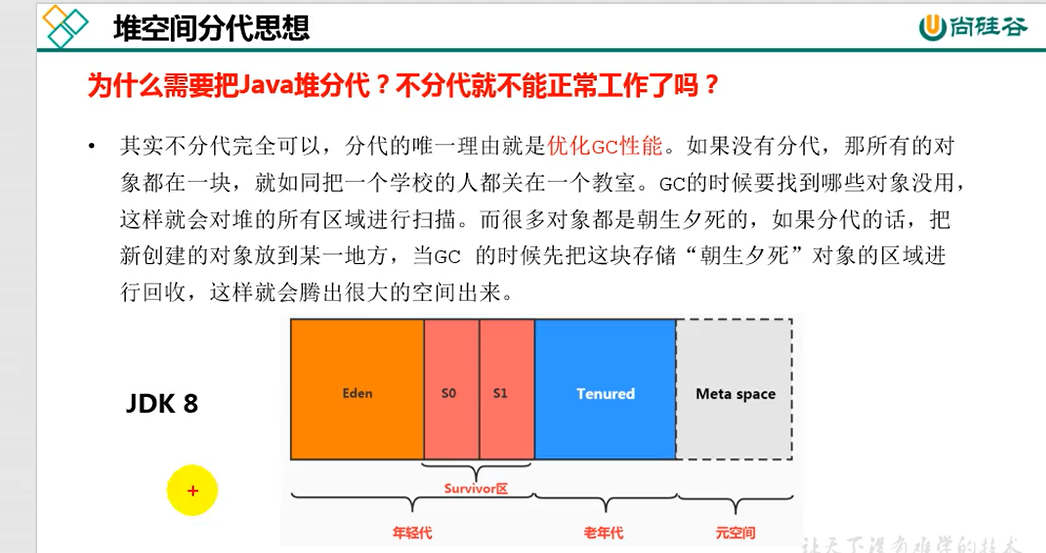 堆空间分代思想
尚硅谷
为什么需要把Java堆分代？不分代就不能正常工作了吗？
• 其实不分代完全可以，分代的唯一理由就是优化GC性能。如果没有分代，那所有的对
象都在一块，就如同把一个学校的人都关在一个教室。GC的时候要找到哪些对象没用，
这样就会对堆的所有区域进行扫描。而很多对象都是朝生夕死的，如果分代的话，把
新创建的对象放到某一地方，当GC 的时候先把这块存储“朝生夕死”对象的区域进
行回收，这样就会腾出很大的空间出来。
JDK 8
Eden
S0
S1
Tenured
Meta space
Survivor区
年轻代
老年代
元空间
让天下没有难学的技术